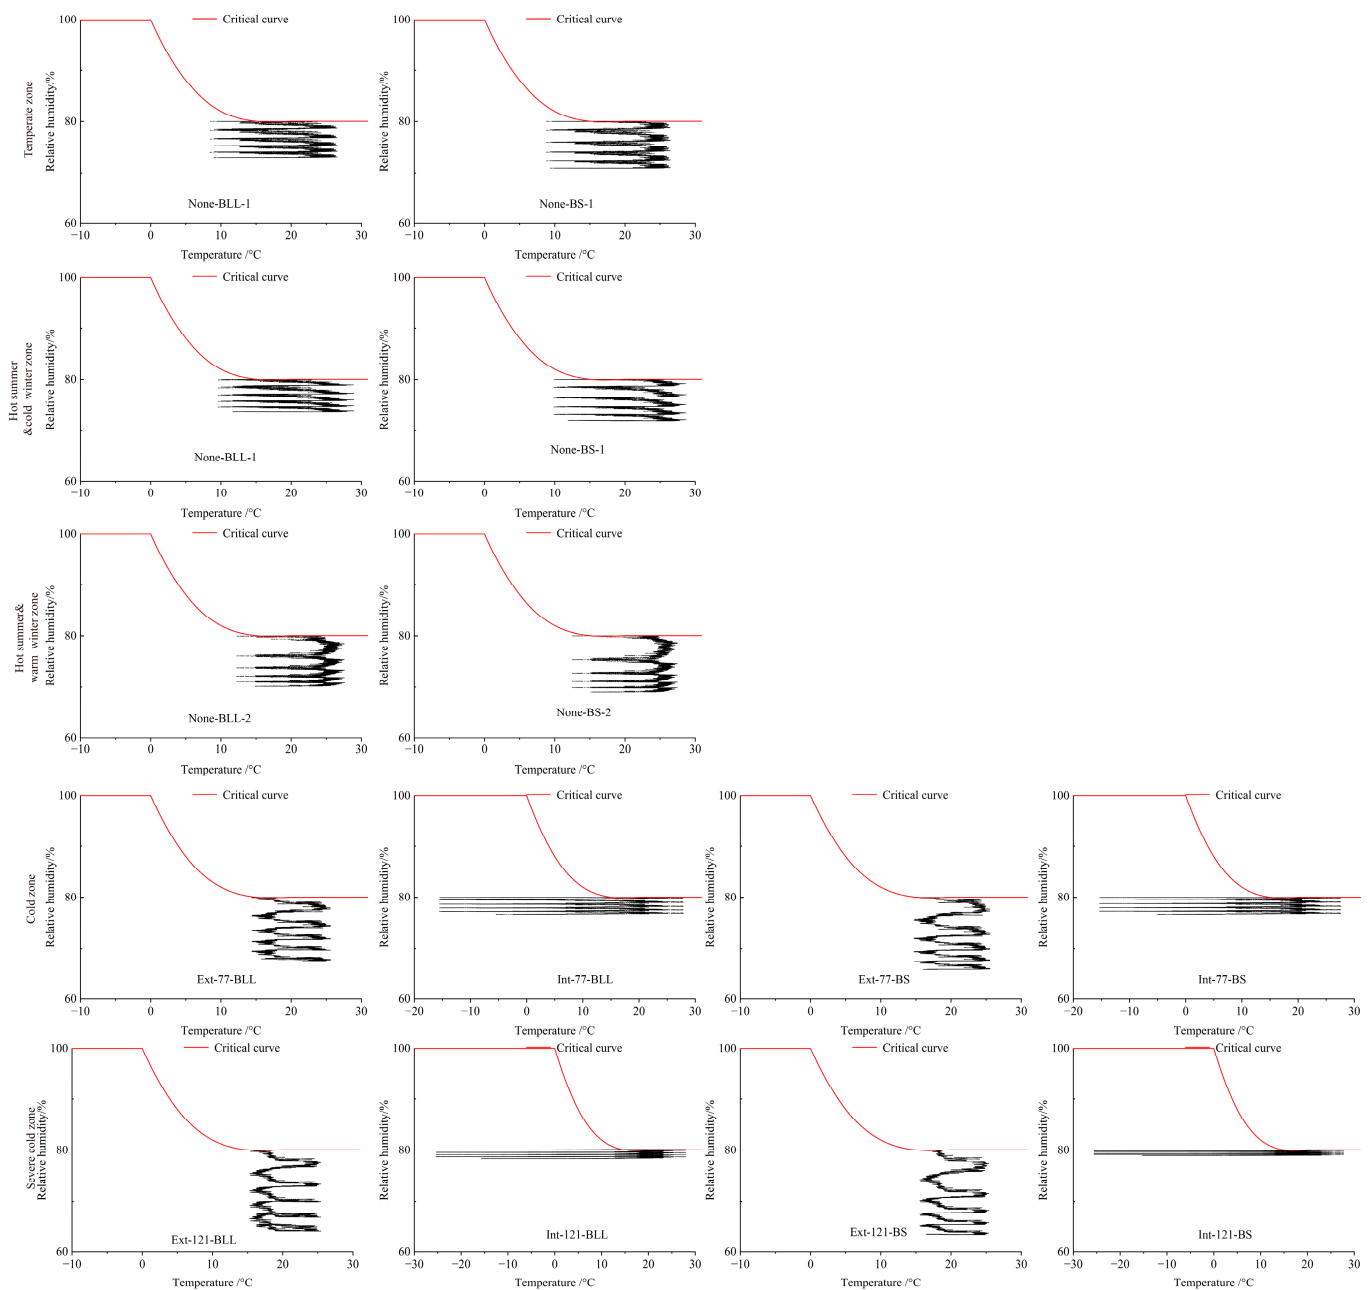 Critical curve
Critical curve
Temperate zone
Relative humidity/%
100
80
60
−10
0
10
20
30
Temperature /°C
None-BLL-1
Relative humidity/%
100
80
60
−10
0
10
20
30
Temperature /°C
None-BS-1
Hot summer
&cold winter zone
Relative humidity/%
100
80
60
−10
0
10
20
30
Temperature /°C
Critical curve
None-BLL-1
Relative humidity/%
100
80
60
−10
0
10
20
30
Temperature /°C
Critical curve
None-BS-1
Hot summer&
warm winter zone
Relative humidity/%
100
80
60
−10
0
10
20
30
Temperature /°C
Critical curve
None-BLL-2
Relative humidity/%
100
80
60
−10
0
10
20
30
Temperature /°C
Critical curve
None-BS-2
Cold zone
Relative humidity/%
100
80
60
−10
0
10
20
30
Temperature /°C
Critical curve
Ext-77-BLL
Relative humidity/%
100
80
60
−20
−10
0
10
20
30
Temperature /°C
Critical curve
Int-77-BLL
Relative humidity/%
100
80
60
−10
0
10
20
30
Temperature /°C
Critical curve
Ext-77-BS
Relative humidity/%
100
80
60
−20
−15
−10
−5
0
5
10
15
20
25
30
Temperature /°C
Critical curve
Int-77-BS
Severe cold zone
Relative humidity/%
100
80
60
−10
0
10
20
30
Temperature /°C
Critical curve
Ext-121-BLL
Relative humidity/%
100
80
60
−30
−20
−10
0
10
20
30
Temperature /°C
Critical curve
Int-121-BLL
Relative humidity/%
100
80
60
−10
0
10
20
30
Temperature /°C
Critical curve
Ext-121-BS
Relative humidity/%
100
80
60
−30
−20
−10
0
10
20
30
Temperature /°C
Critical curve
Int-121-BS